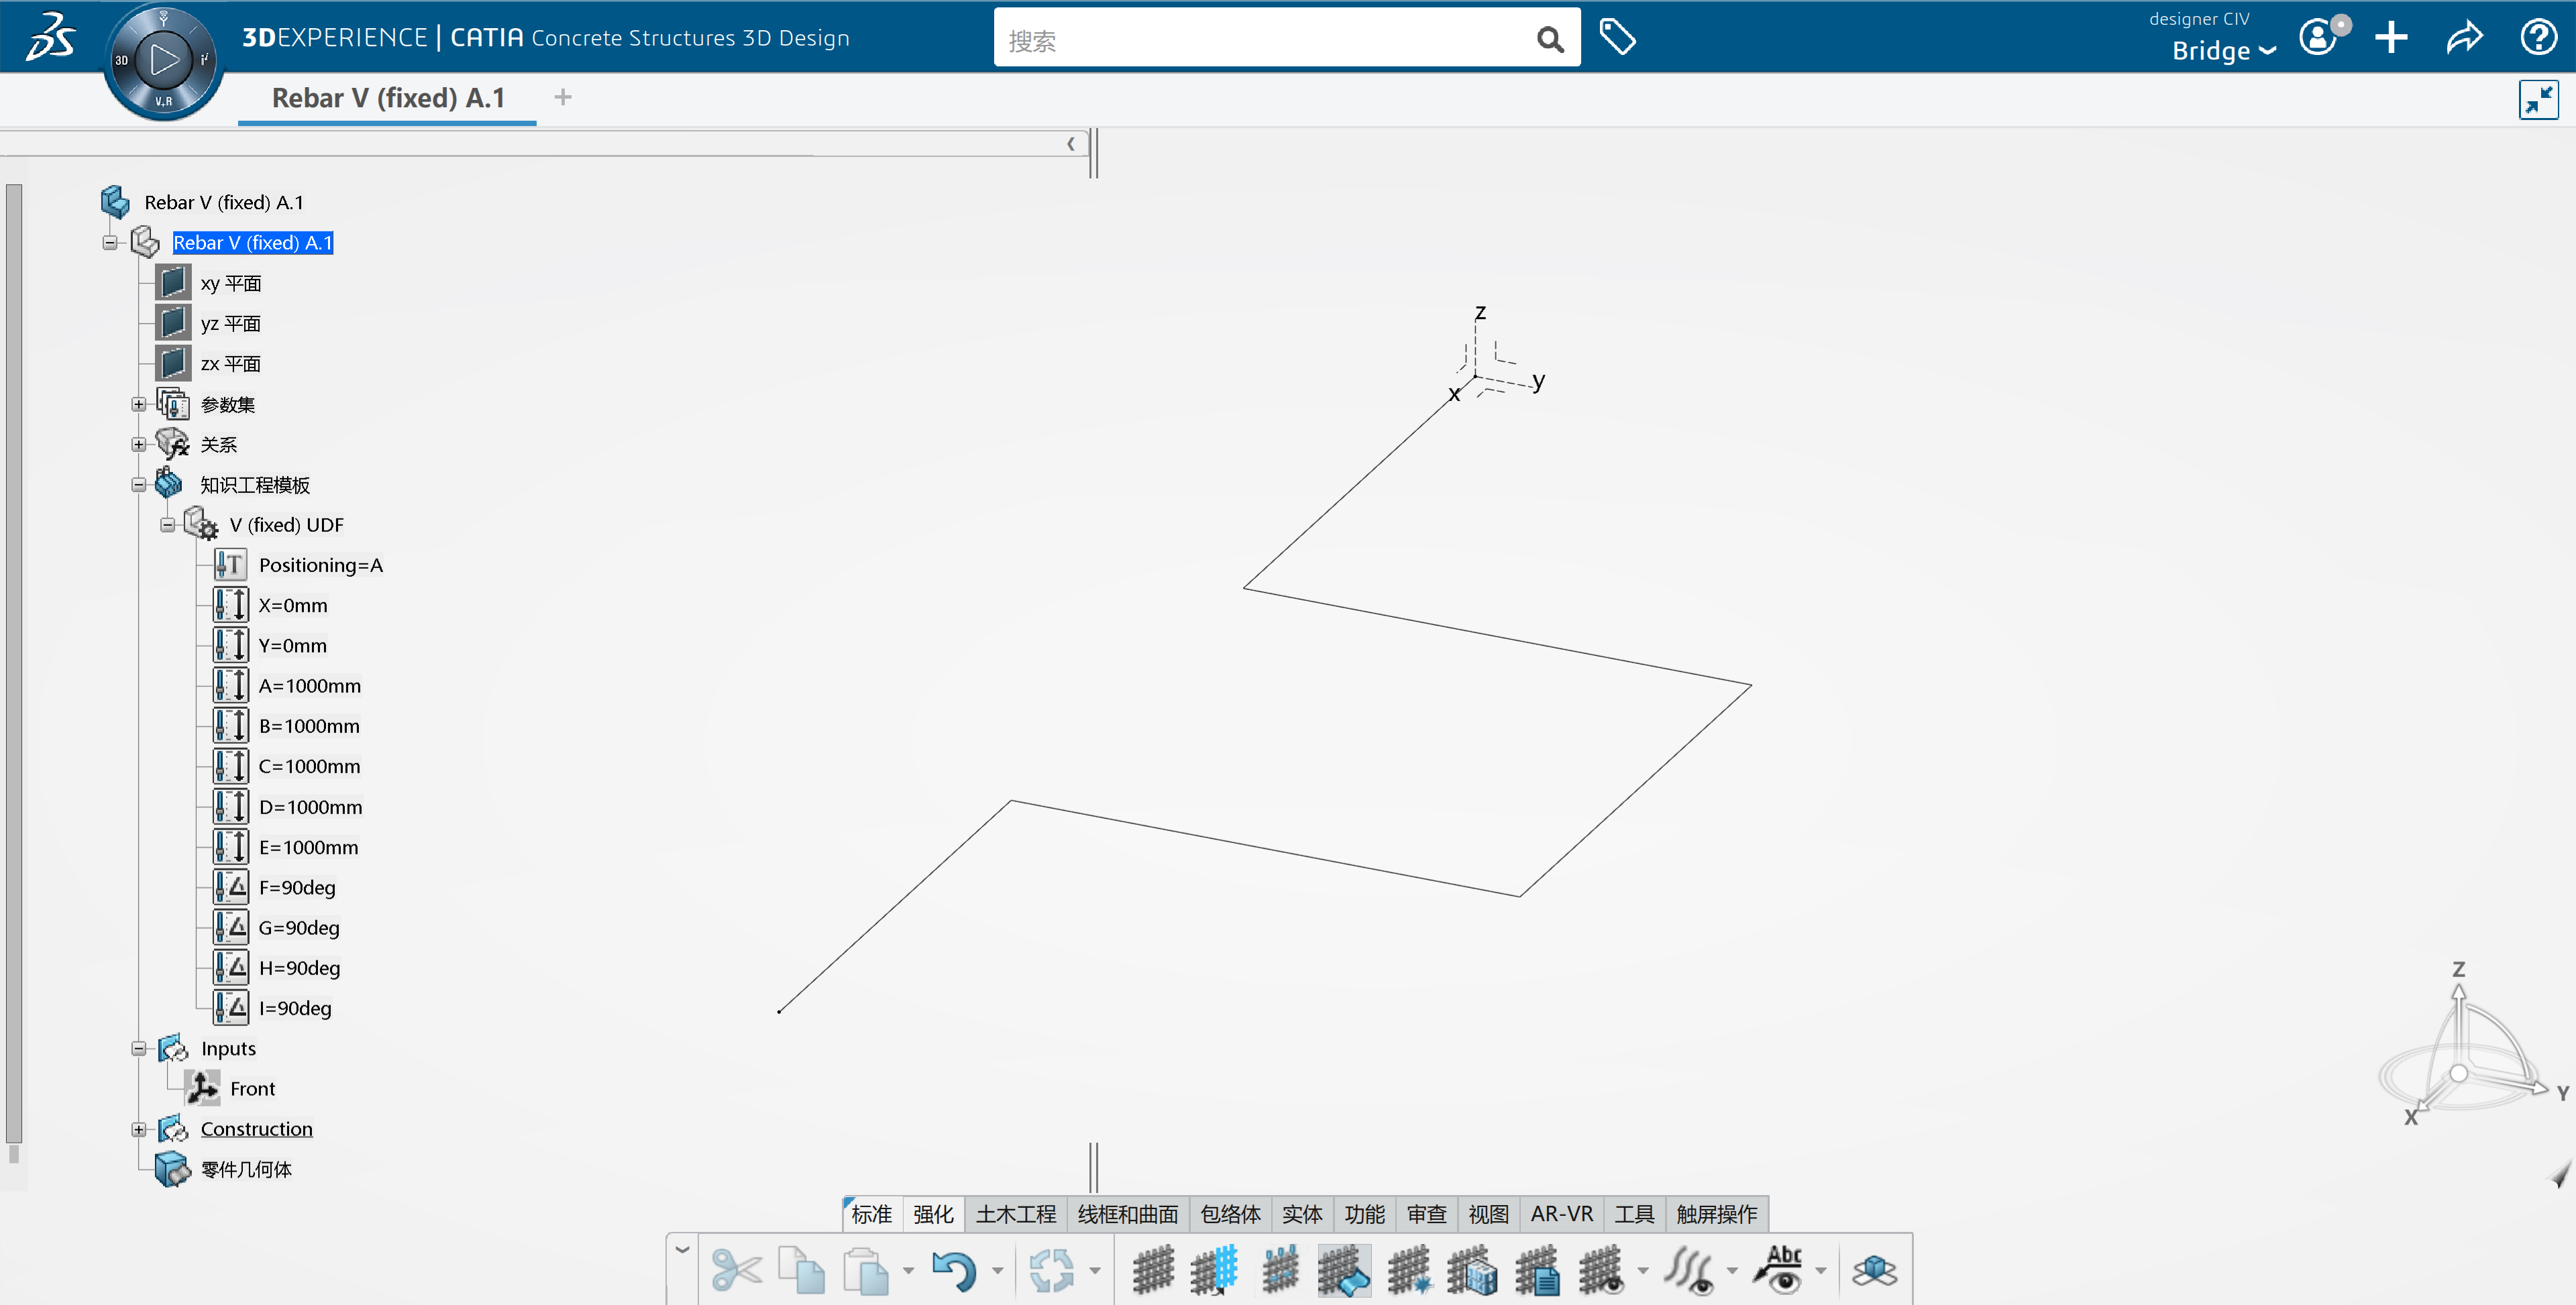 3DEXPERIENCE | CATIA Concrete Structures 3D Design
搜索
designer CIV
Bridge
3D
i²
V,R
Rebar V (fixed) A.1
+
Rebar V (fixed) A.1
Rebar V (fixed) A.1
xy 平面
yz 平面
zx 平面
参数集
关系
知识工程模板
V (fixed) UDF
Positioning=A
X=0mm
Y=0mm
A=1000mm
B=1000mm
C=1000mm
D=1000mm
E=1000mm
F=90deg
G=90deg
H=90deg
I=90deg
Inputs
Front
Construction
零件几何体
z
y
x
Z
Y
X
标准 强化 土木工程 线框和曲面 包络体 实体 功能 审查 视图 AR-VR 工具 触屏操作
Abc